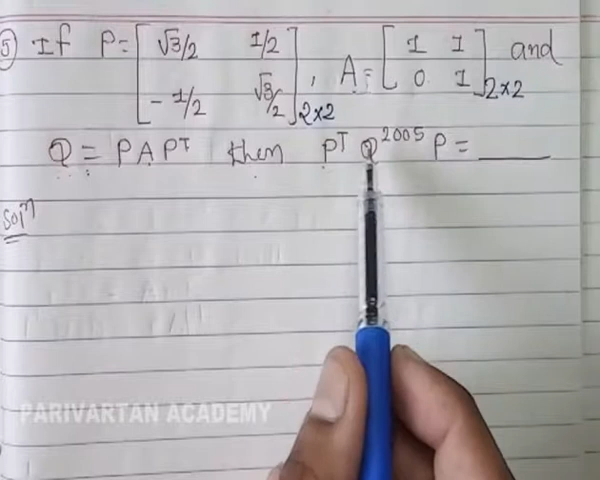 ⑤ If P = [ √3/2 1/2 ; -1/2 √3/2 ]2×2 , A = [ 1 1 ; 0 1 ]2×2 and
Q = PAPᵀ then Pᵀ Q²⁰⁰⁵ P = ____
Solⁿ
PARIVARTAN ACADEMY